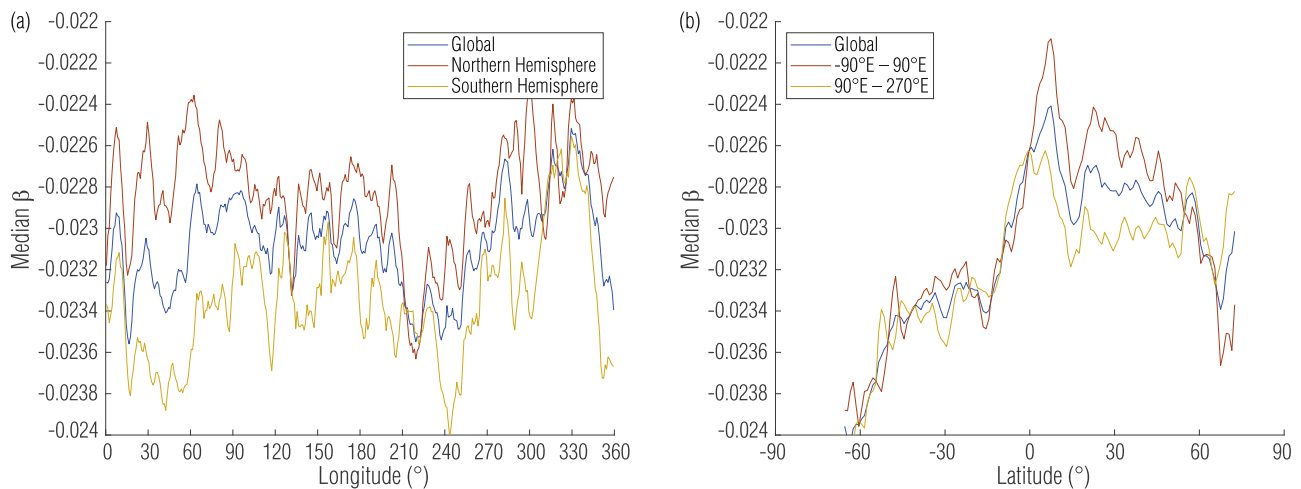 (a)
-0.022
-0.0222
-0.0224
-0.0226
-0.0228
-0.023
-0.0232
-0.0234
-0.0236
-0.0238
-0.024
Median β
Global
Northern Hemisphere
Southern Hemisphere
0 30 60 90 120 150 180 210 240 270 300 330 360
Longitude (°)
(b)
-0.022
-0.0222
-0.0224
-0.0226
-0.0228
-0.023
-0.0232
-0.0234
-0.0236
-0.0238
-0.024
Median β
Global
-90°E – 90°E
90°E – 270°E
-90 -60 -30 0 30 60 90
Latitude (°)